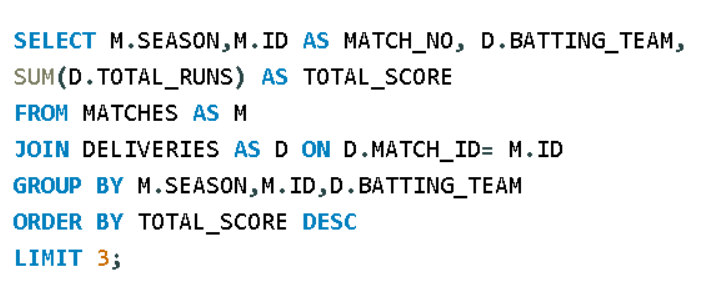 SELECT M.SEASON,M.ID AS MATCH_NO, D.BATTING_TEAM,
SUM(D.TOTAL_RUNS) AS TOTAL_SCORE
FROM MATCHES AS M
JOIN DELIVERIES AS D ON D.MATCH_ID= M.ID
GROUP BY M.SEASON,M.ID,D.BATTING_TEAM
ORDER BY TOTAL_SCORE DESC
LIMIT 3;